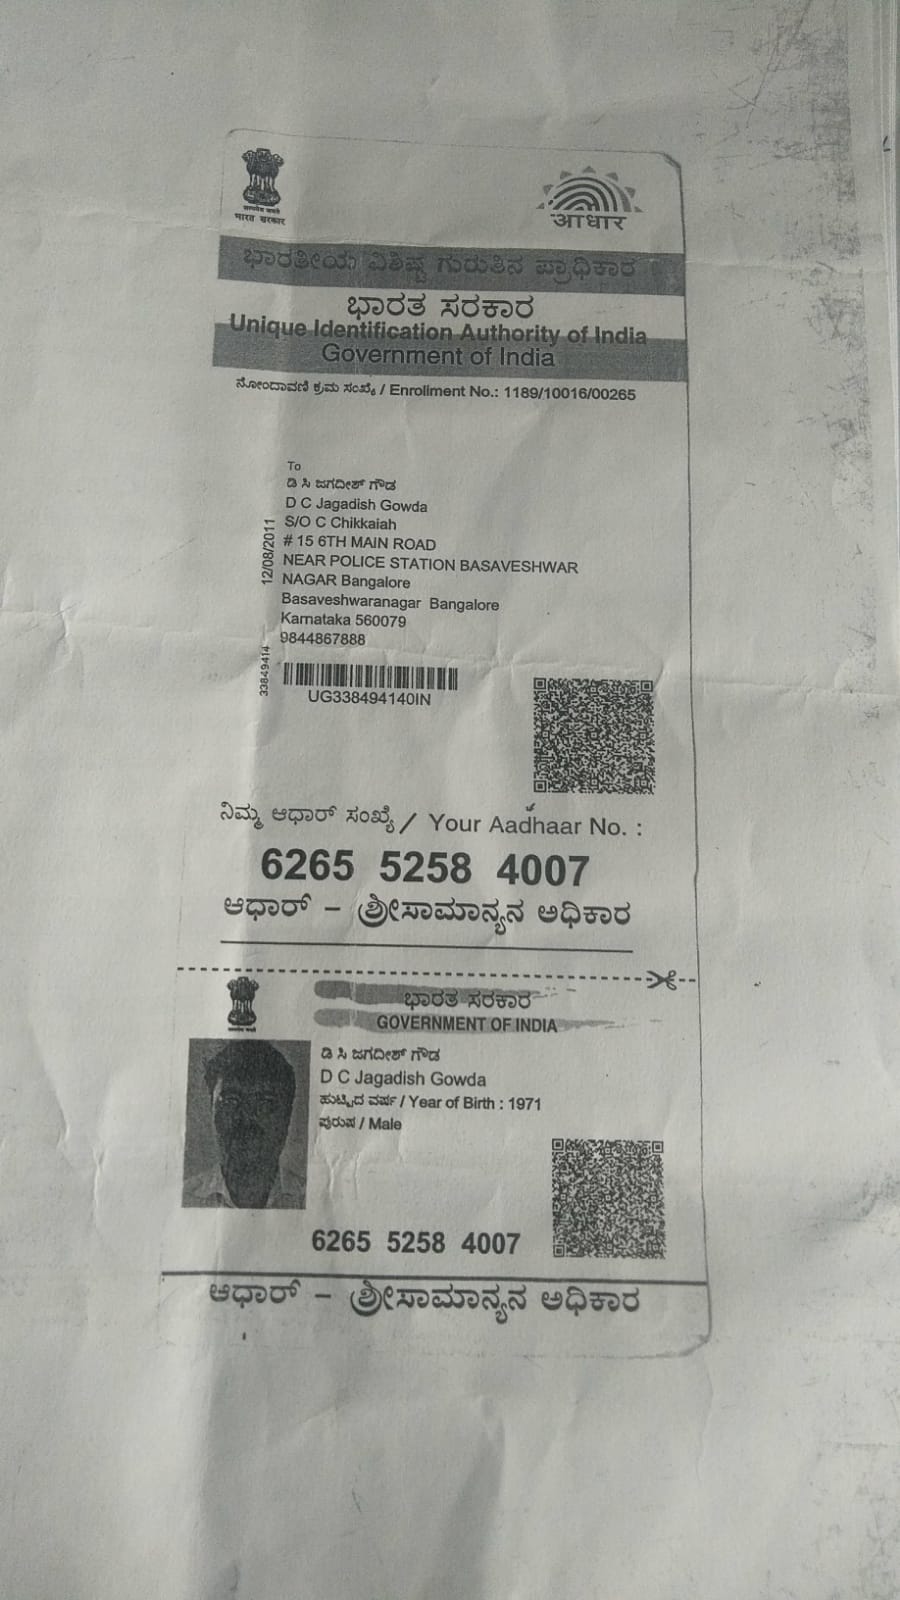 भारत सरकार
आधार
ಭಾರತೀಯ ವಿಶಿಷ್ಟ ಗುರುತಿನ ಪ್ರಾಧಿಕಾರ
ಭಾರತ ಸರಕಾರ
Unique Identification Authority of India
Government of India
ನೋಂದಾವಣಿ ಕ್ರಮ ಸಂಖ್ಯೆ / Enrollment No.: 1189/10016/00265
To
ಡಿ ಸಿ ಜಗದೀಶ್ ಗೌಡ
D C Jagadish Gowda
S/O C Chikkaiah
# 15 6TH MAIN ROAD
NEAR POLICE STATION BASAVESHWAR
NAGAR Bangalore
Basaveshwaranagar Bangalore
Karnataka 560079
9844867888
12/08/2011
33849414
UG338494140IN
ನಿಮ್ಮ ಆಧಾರ್ ಸಂಖ್ಯೆ / Your Aadhaar No. :
6265 5258 4007
ಆಧಾರ್ – ಶ್ರೀಸಾಮಾನ್ಯನ ಅಧಿಕಾರ
ಭಾರತ ಸರಕಾರ
GOVERNMENT OF INDIA
ಡಿ ಸಿ ಜಗದೀಶ್ ಗೌಡ
D C Jagadish Gowda
ಹುಟ್ಟಿದ ವರ್ಷ / Year of Birth : 1971
ಪುರುಷ / Male
6265 5258 4007
ಆಧಾರ್ – ಶ್ರೀಸಾಮಾನ್ಯನ ಅಧಿಕಾರ